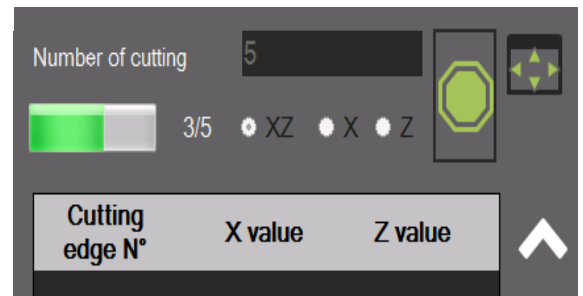 Number of cutting 5
3/5 XZ X Z
Cutting edge N° X value Z value